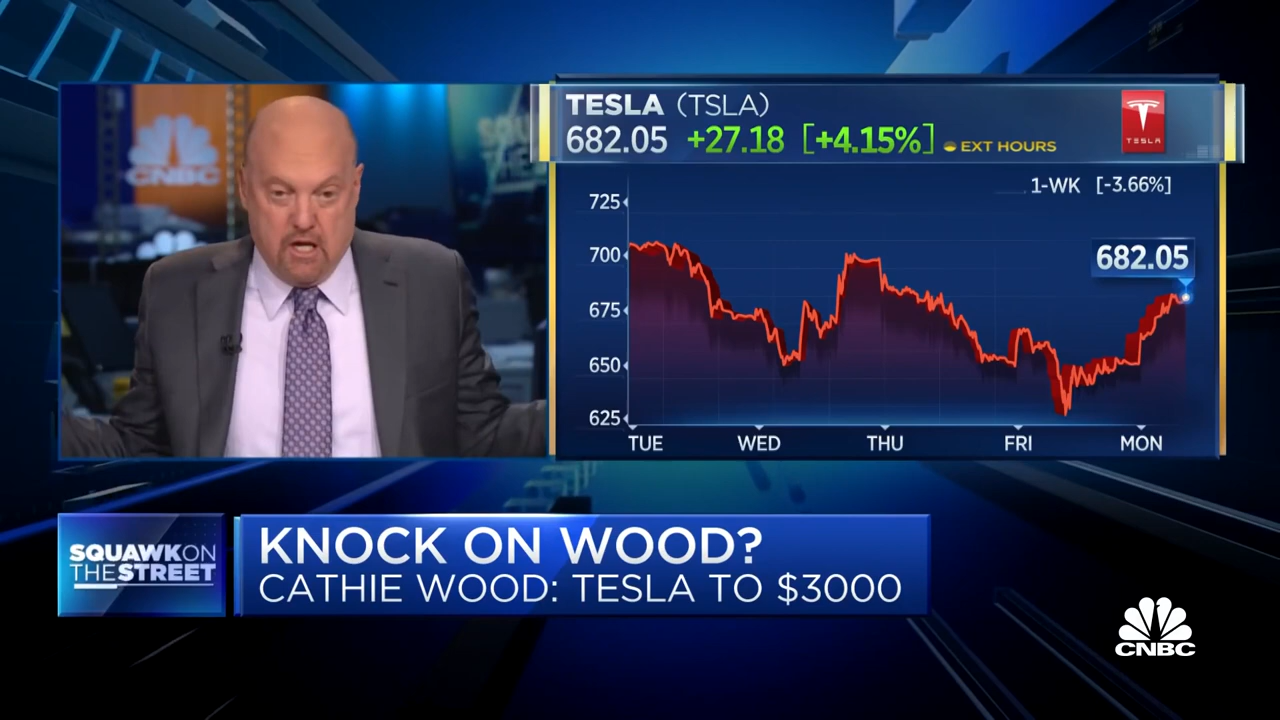 CNBC
TESLA (TSLA)
682.05 +27.18 [+4.15%] EXT HOURS
TESLA
1-WK [-3.66%]
725
700
675
650
625
682.05
TUE WED THU FRI MON
SQUAWK ON
THE STREET
KNOCK ON WOOD?
CATHIE WOOD: TESLA TO $3000
CNBC